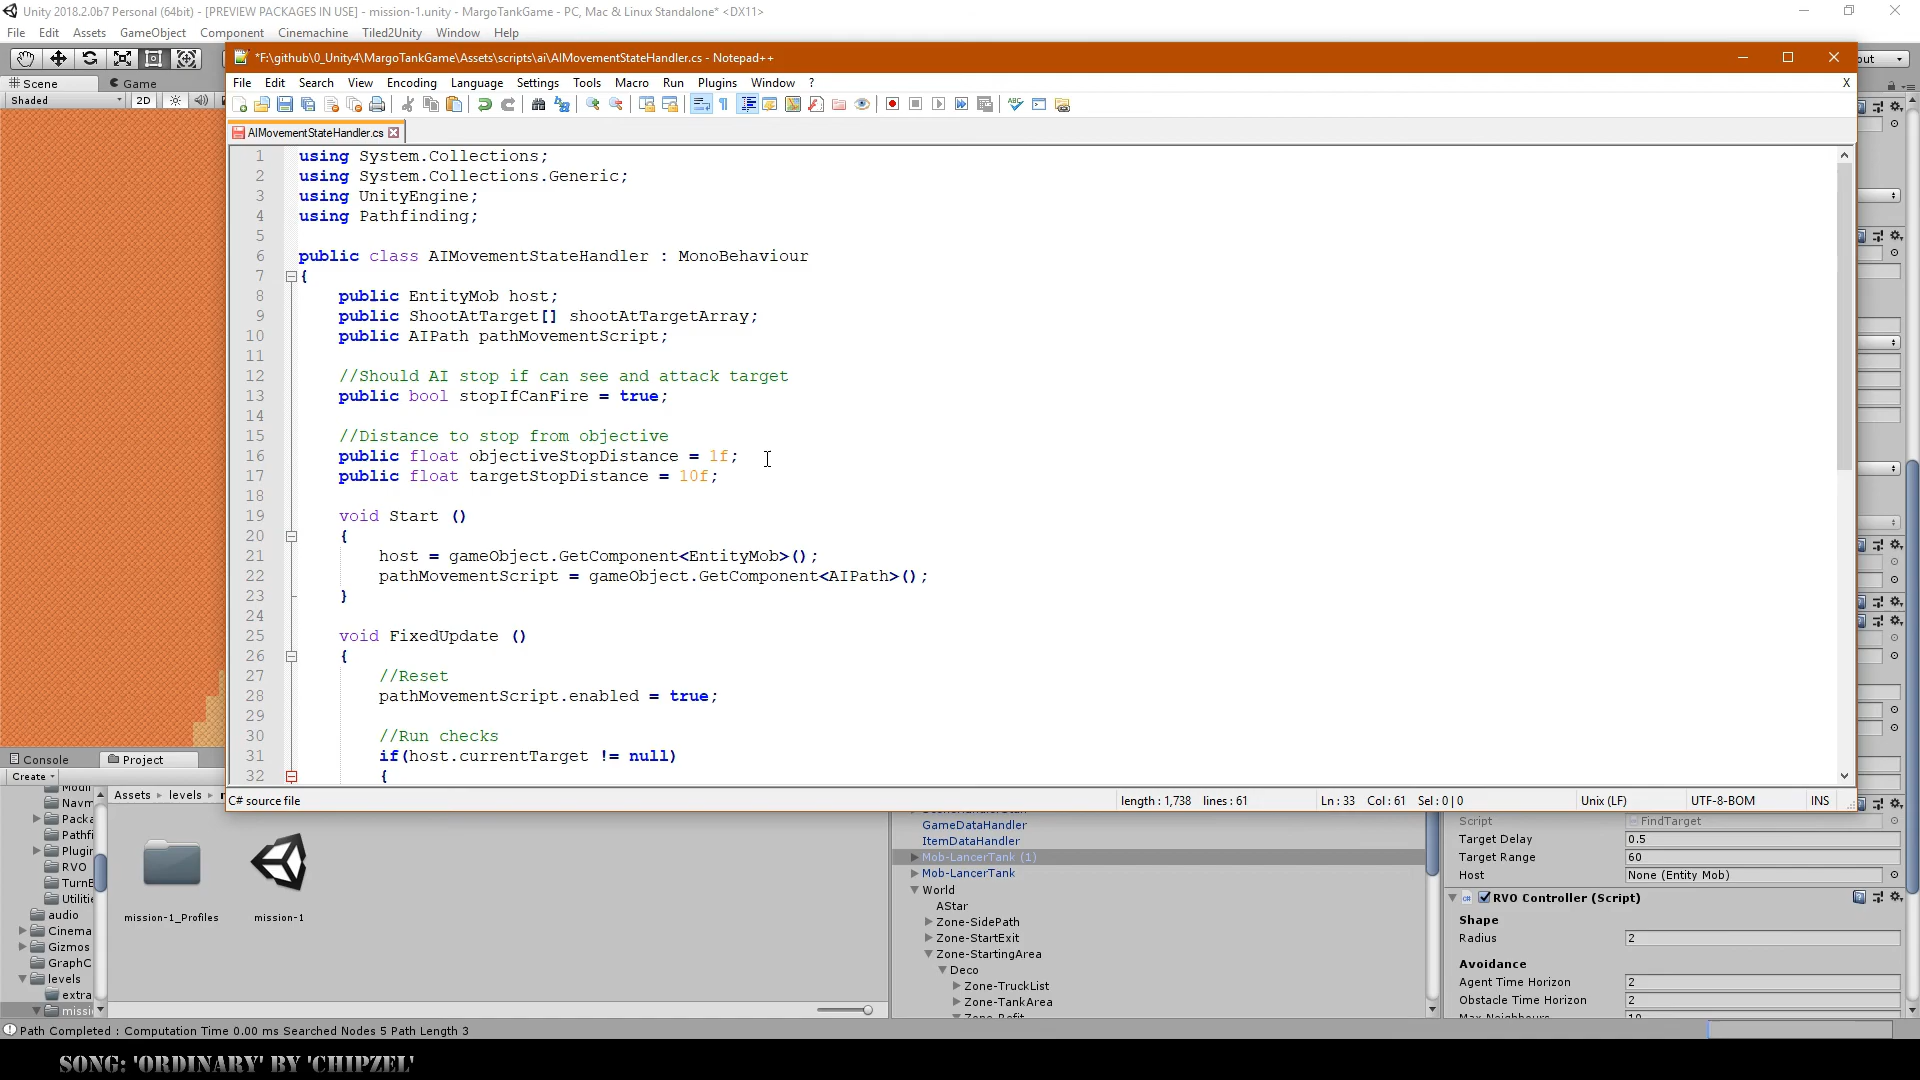 Unity 2018.2.0b7 Personal (64bit) - [PREVIEW PACKAGES IN USE] - mission-1.unity - MargoTankGame - PC, Mac & Linux Standalone* <DX11>
File Edit Assets GameObject Component Cinemachine Tiled2Unity Window Help
*F:\github\0_Unity4\MargoTankGame\Assets\scripts\ai\AIMovementStateHandler.cs - Notepad++
Scene Game
Shaded 2D
File Edit Search View Encoding Language Settings Tools Macro Run Plugins Window ? X
AIMovementStateHandler.cs
1 using System.Collections;
2 using System.Collections.Generic;
3 using UnityEngine;
4 using Pathfinding;
5
6 public class AIMovementStateHandler : MonoBehaviour
7 {
8 public EntityMob host;
9 public ShootAtTarget[] shootAtTargetArray;
10 public AIPath pathMovementScript;
11
12 //Should AI stop if can see and attack target
13 public bool stopIfCanFire = true;
14
15 //Distance to stop from objective
16 public float objectiveStopDistance = 1f;
17 public float targetStopDistance = 10f;
18
19 void Start ()
20 {
21 host = gameObject.GetComponent<EntityMob>();
22 pathMovementScript = gameObject.GetComponent<AIPath>();
23 }
24
25 void FixedUpdate ()
26 {
27 //Reset
28 pathMovementScript.enabled = true;
29
30 //Run checks
31 if(host.currentTarget != null)
32 {
C# source file length : 1,738 lines : 61 Ln : 33 Col : 61 Sel : 0 | 0 Unix (LF) UTF-8-BOM INS
Console Project
Create
Assets levels
Navm
Packa
Pathfi
Plugin
RVO
TurnB
Utilitie
audio
Cinema
Gizmos
GraphC
levels
extra
missi
mission-1_Profiles mission-1
GameDataHandler
ItemDataHandler
Mob-LancerTank (1)
Mob-LancerTank
World
AStar
Zone-SidePath
Zone-StartExit
Zone-StartingArea
Deco
Zone-TruckList
Zone-TankArea
Zone-Refit
Script FindTarget
Target Delay 0.5
Target Range 60
Host None (Entity Mob)
RVO Controller (Script)
Shape
Radius 2
Avoidance
Agent Time Horizon 2
Obstacle Time Horizon 2
Max Neighbours 10
Path Completed : Computation Time 0.00 ms Searched Nodes 5 Path Length 3
SONG: 'ORDINARY' BY 'CHIPZEL'